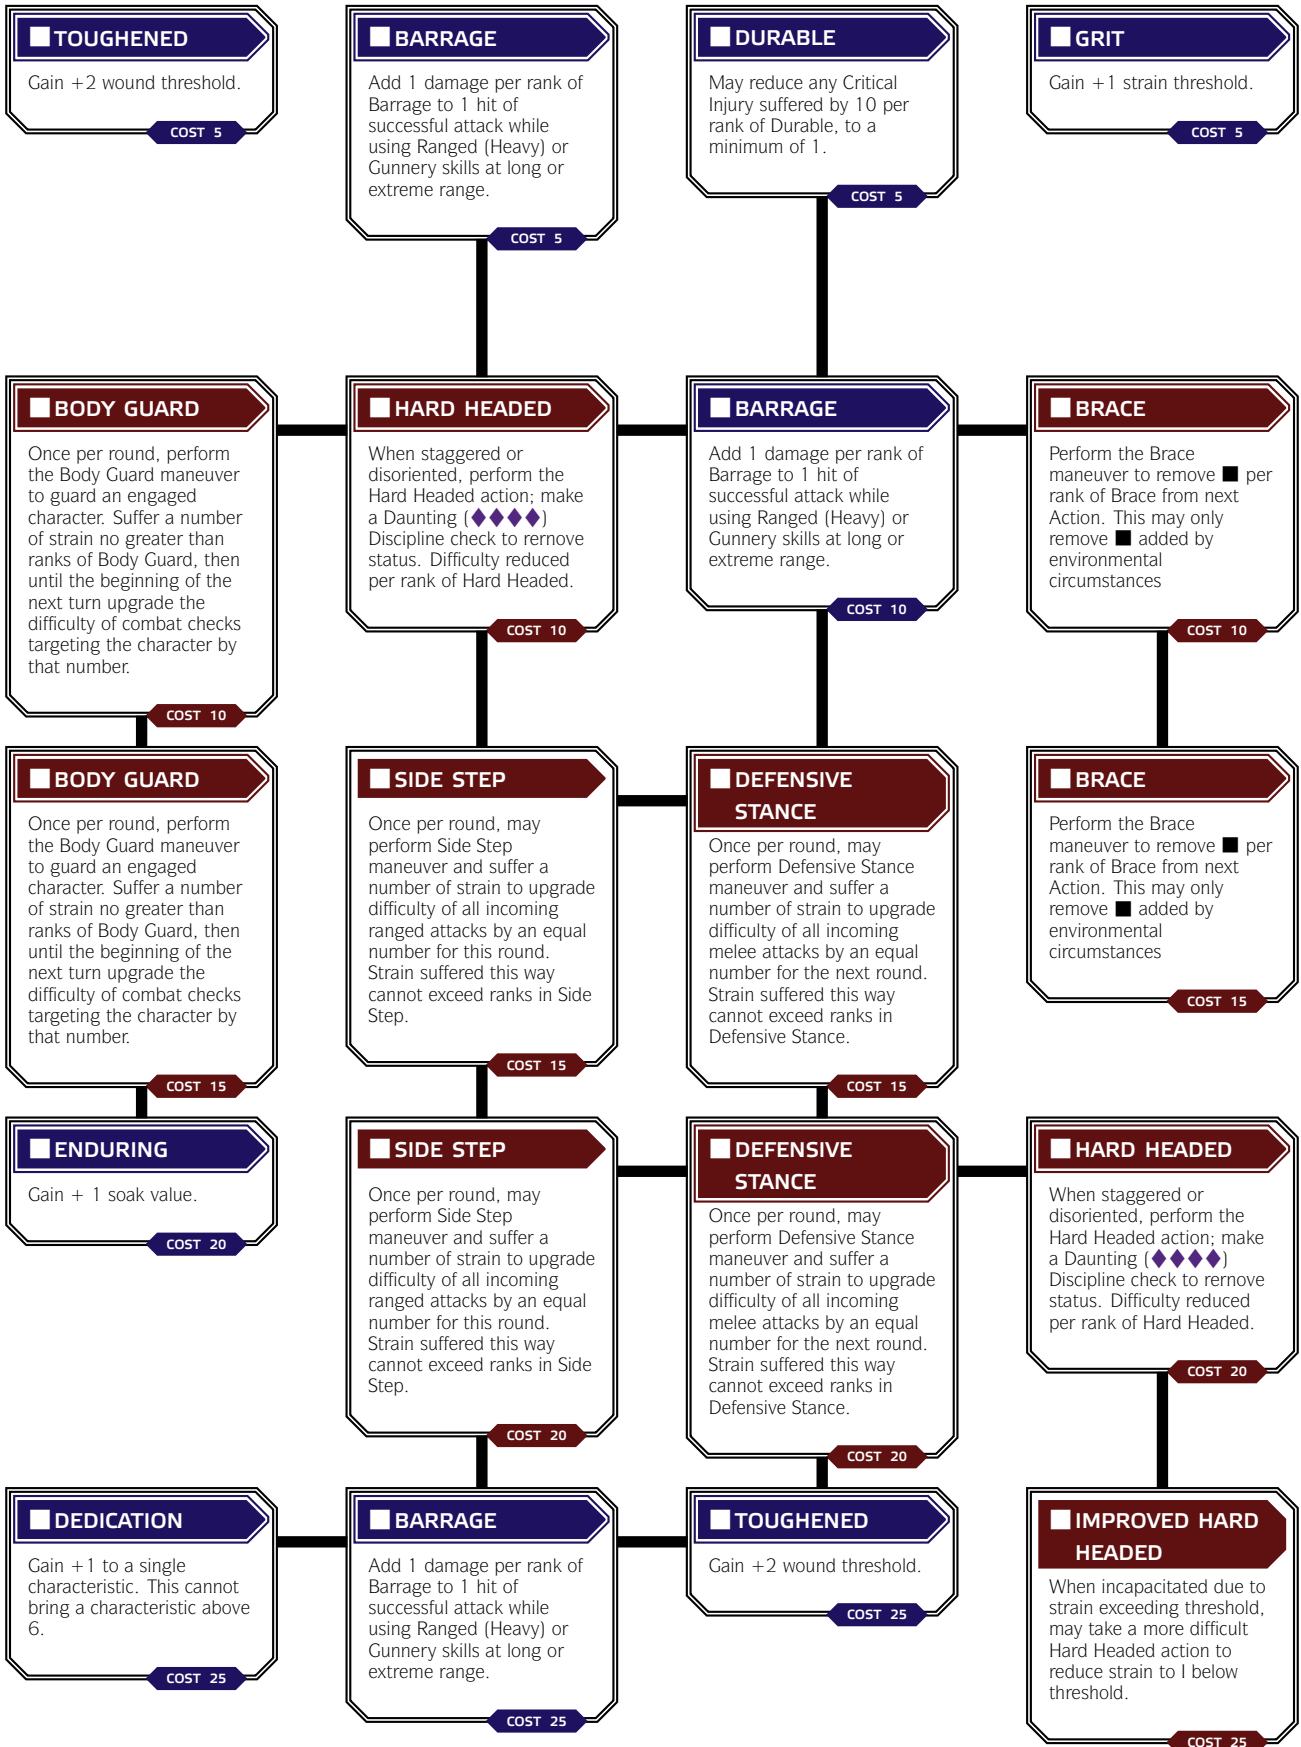 TOUGHENED
Gain +2 wound threshold.
COST 5
BARRAGE
Add 1 damage per rank of
Barrage to 1 hit of
successful attack while
using Ranged (Heavy) or
Gunnery skills at long or
extreme range.
COST 5
DURABLE
May reduce any Critical
Injury suffered by 10 per
rank of Durable, to a
minimum of 1.
COST 5
GRIT
Gain +1 strain threshold.
COST 5
BODY GUARD
Once per round, perform
the Body Guard maneuver
to guard an engaged
character. Suffer a number
of strain no greater than
ranks of Body Guard, then
until the beginning of the
next turn upgrade the
difficulty of combat checks
targeting the character by
that number.
COST 10
HARD HEADED
When staggered or
disoriented, perform the
Hard Headed action; make
a Daunting (◆◆◆◆)
Discipline check to rernove
status. Difficulty reduced
per rank of Hard Headed.
COST 10
BARRAGE
Add 1 damage per rank of
Barrage to 1 hit of
successful attack while
using Ranged (Heavy) or
Gunnery skills at long or
extreme range.
COST 10
BRACE
Perform the Brace
maneuver to remove ■ per
rank of Brace from next
Action. This may only
remove ■ added by
environmental
circumstances
COST 10
BODY GUARD
Once per round, perform
the Body Guard maneuver
to guard an engaged
character. Suffer a number
of strain no greater than
ranks of Body Guard, then
until the beginning of the
next turn upgrade the
difficulty of combat checks
targeting the character by
that number.
COST 15
SIDE STEP
Once per round, may
perform Side Step
maneuver and suffer a
number of strain to upgrade
difficulty of all incoming
ranged attacks by an equal
number for this round.
Strain suffered this way
cannot exceed ranks in Side
Step.
COST 15
DEFENSIVE
STANCE
Once per round, may
perform Defensive Stance
maneuver and suffer a
number of strain to upgrade
difficulty of all incoming
melee attacks by an equal
number for the next round.
Strain suffered this way
cannot exceed ranks in
Defensive Stance.
COST 15
BRACE
Perform the Brace
maneuver to remove ■ per
rank of Brace from next
Action. This may only
remove ■ added by
environmental
circumstances
COST 15
ENDURING
Gain + 1 soak value.
COST 20
SIDE STEP
Once per round, may
perform Side Step
maneuver and suffer a
number of strain to upgrade
difficulty of all incoming
ranged attacks by an equal
number for this round.
Strain suffered this way
cannot exceed ranks in Side
Step.
COST 20
DEFENSIVE
STANCE
Once per round, may
perform Defensive Stance
maneuver and suffer a
number of strain to upgrade
difficulty of all incoming
melee attacks by an equal
number for the next round.
Strain suffered this way
cannot exceed ranks in
Defensive Stance.
COST 20
HARD HEADED
When staggered or
disoriented, perform the
Hard Headed action; make
a Daunting (◆◆◆◆)
Discipline check to rernove
status. Difficulty reduced
per rank of Hard Headed.
COST 20
DEDICATION
Gain +1 to a single
characteristic. This cannot
bring a characteristic above
6.
COST 25
BARRAGE
Add 1 damage per rank of
Barrage to 1 hit of
successful attack while
using Ranged (Heavy) or
Gunnery skills at long or
extreme range.
COST 25
TOUGHENED
Gain +2 wound threshold.
COST 25
IMPROVED HARD
HEADED
When incapacitated due to
strain exceeding threshold,
may take a more difficult
Hard Headed action to
reduce strain to I below
threshold.
COST 25